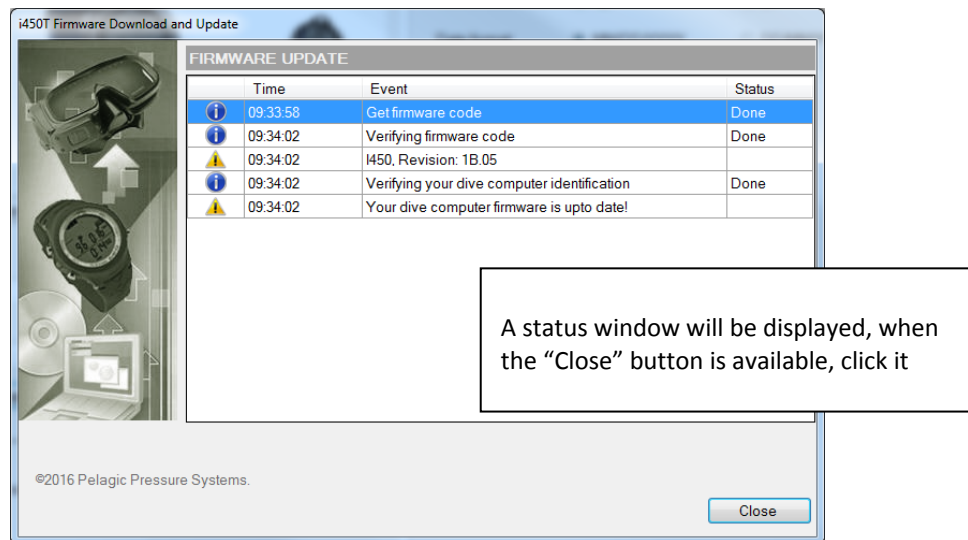 i450T Firmware Download and Update
FIRMWARE UPDATE
Time Event Status
09:33:58 Get firmware code Done
09:34:02 Verifying firmware code Done
09:34:02 I450, Revision: 1B.05
09:34:02 Verifying your dive computer identification Done
09:34:02 Your dive computer firmware is upto date!
A status window will be displayed, when
the “Close” button is available, click it
©2016 Pelagic Pressure Systems.
Close